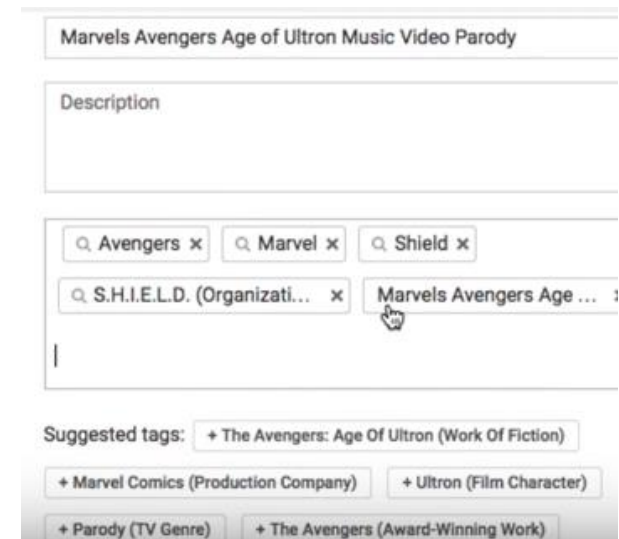 Marvels Avengers Age of Ultron Music Video Parody
Description
Avengers × Marvel × Shield ×
S.H.I.E.L.D. (Organizati... × Marvels Avengers Age ...
Suggested tags: + The Avengers: Age Of Ultron (Work Of Fiction)
+ Marvel Comics (Production Company) + Ultron (Film Character)
+ Parody (TV Genre) + The Avengers (Award-Winning Work)